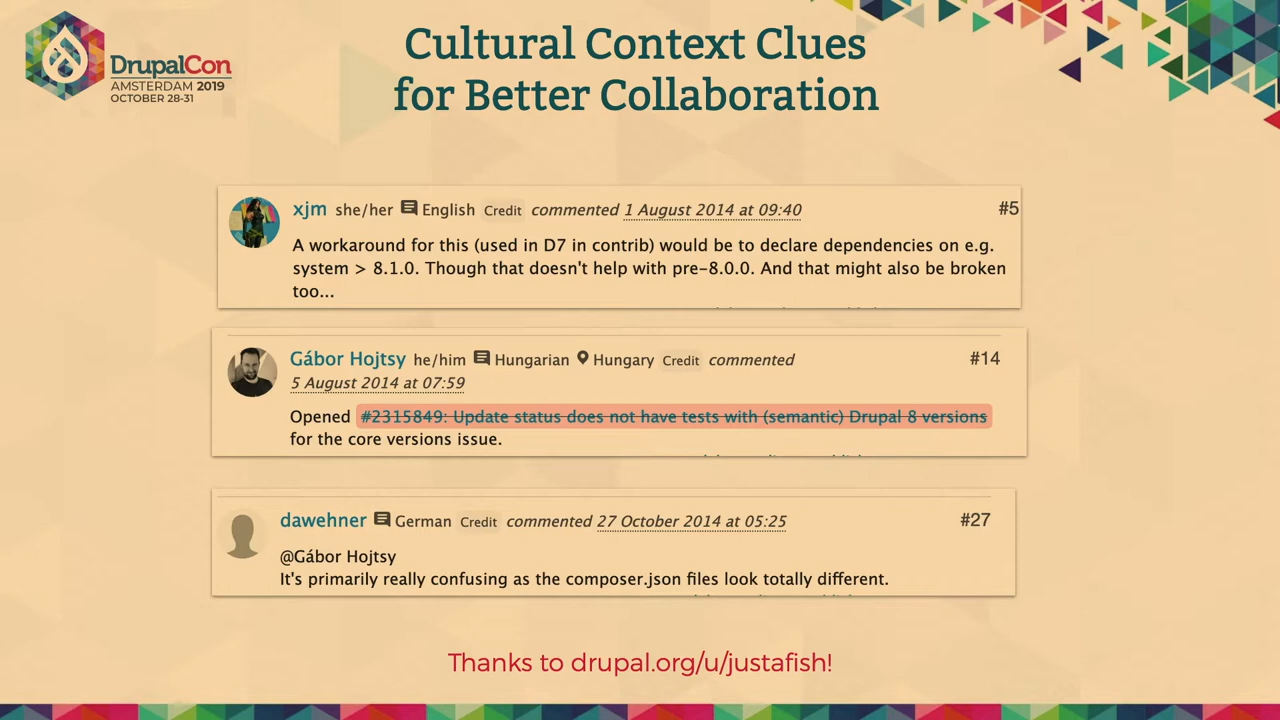 DrupalCon
AMSTERDAM 2019
OCTOBER 28-31
Cultural Context Clues
for Better Collaboration
xjm she/her English Credit commented 1 August 2014 at 09:40 #5
A workaround for this (used in D7 in contrib) would be to declare dependencies on e.g.
system > 8.1.0. Though that doesn't help with pre-8.0.0. And that might also be broken
too...
Gábor Hojtsy he/him Hungarian Hungary Credit commented #14
5 August 2014 at 07:59
Opened #2315849: Update status does not have tests with (semantic) Drupal 8 versions
for the core versions issue.
dawehner German Credit commented 27 October 2014 at 05:25 #27
@Gábor Hojtsy
It's primarily really confusing as the composer.json files look totally different.
Thanks to drupal.org/u/justafish!